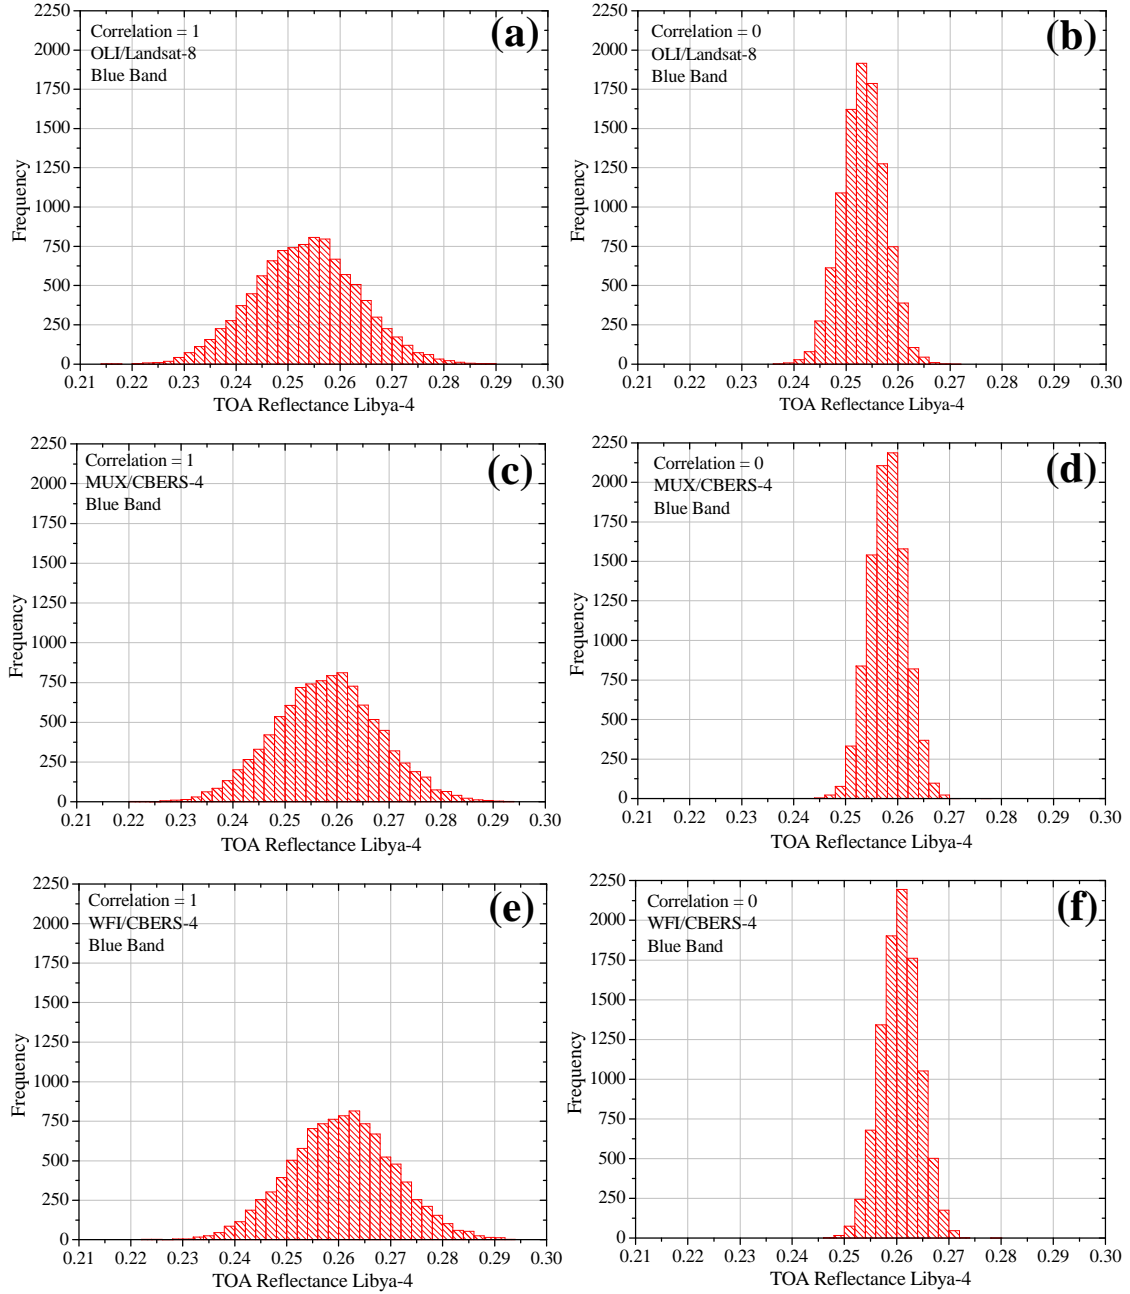 Correlation = 1
OLI/Landsat-8
Blue Band
(a)
Frequency
2250
2000
1750
1500
1250
1000
750
500
250
0
0.21 0.22 0.23 0.24 0.25 0.26 0.27 0.28 0.29 0.30
TOA Reflectance Libya-4
Correlation = 0
OLI/Landsat-8
Blue Band
(b)
Frequency
2250
2000
1750
1500
1250
1000
750
500
250
0
0.21 0.22 0.23 0.24 0.25 0.26 0.27 0.28 0.29 0.30
TOA Reflectance Libya-4
Correlation = 1
MUX/CBERS-4
Blue Band
(c)
Frequency
2250
2000
1750
1500
1250
1000
750
500
250
0
0.21 0.22 0.23 0.24 0.25 0.26 0.27 0.28 0.29 0.30
TOA Reflectance Libya-4
Correlation = 0
MUX/CBERS-4
Blue Band
(d)
Frequency
2250
2000
1750
1500
1250
1000
750
500
250
0
0.21 0.22 0.23 0.24 0.25 0.26 0.27 0.28 0.29 0.30
TOA Reflectance Libya-4
Correlation = 1
WFI/CBERS-4
Blue Band
(e)
Frequency
2250
2000
1750
1500
1250
1000
750
500
250
0
0.21 0.22 0.23 0.24 0.25 0.26 0.27 0.28 0.29 0.30
TOA Reflectance Libya-4
Correlation = 0
WFI/CBERS-4
Blue Band
(f)
Frequency
2250
2000
1750
1500
1250
1000
750
500
250
0
0.21 0.22 0.23 0.24 0.25 0.26 0.27 0.28 0.29 0.30
TOA Reflectance Libya-4